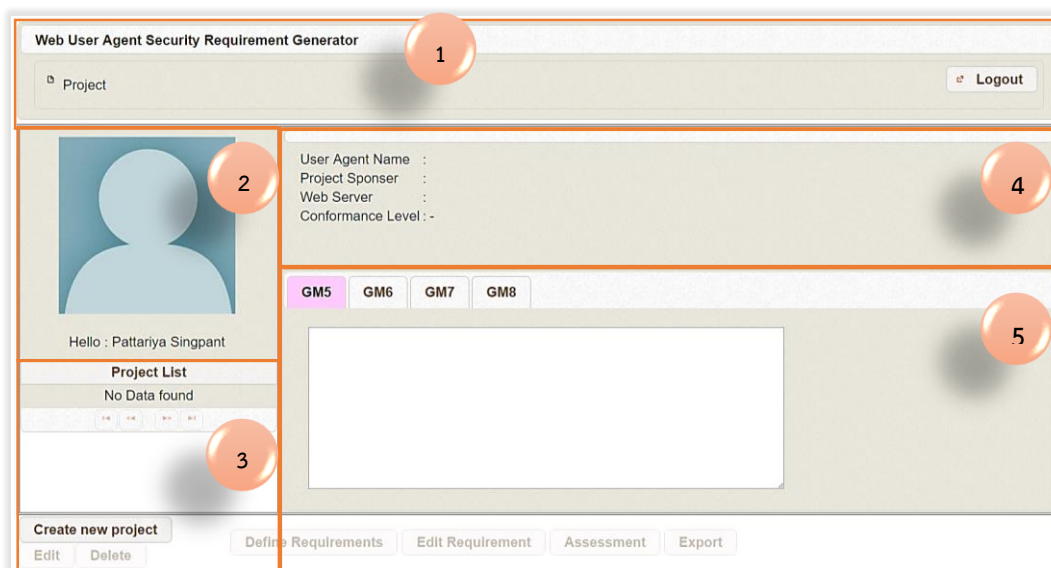 Web User Agent Security Requirement Generator
1
Project
Logout
2
Hello : Pattariya Singpant
User Agent Name :
Project Sponser :
Web Server :
Conformance Level : -
4
Project List
No Data found
3
GM5 GM6 GM7 GM8
5
Create new project
Edit Delete
Define Requirements Edit Requirement Assessment Export